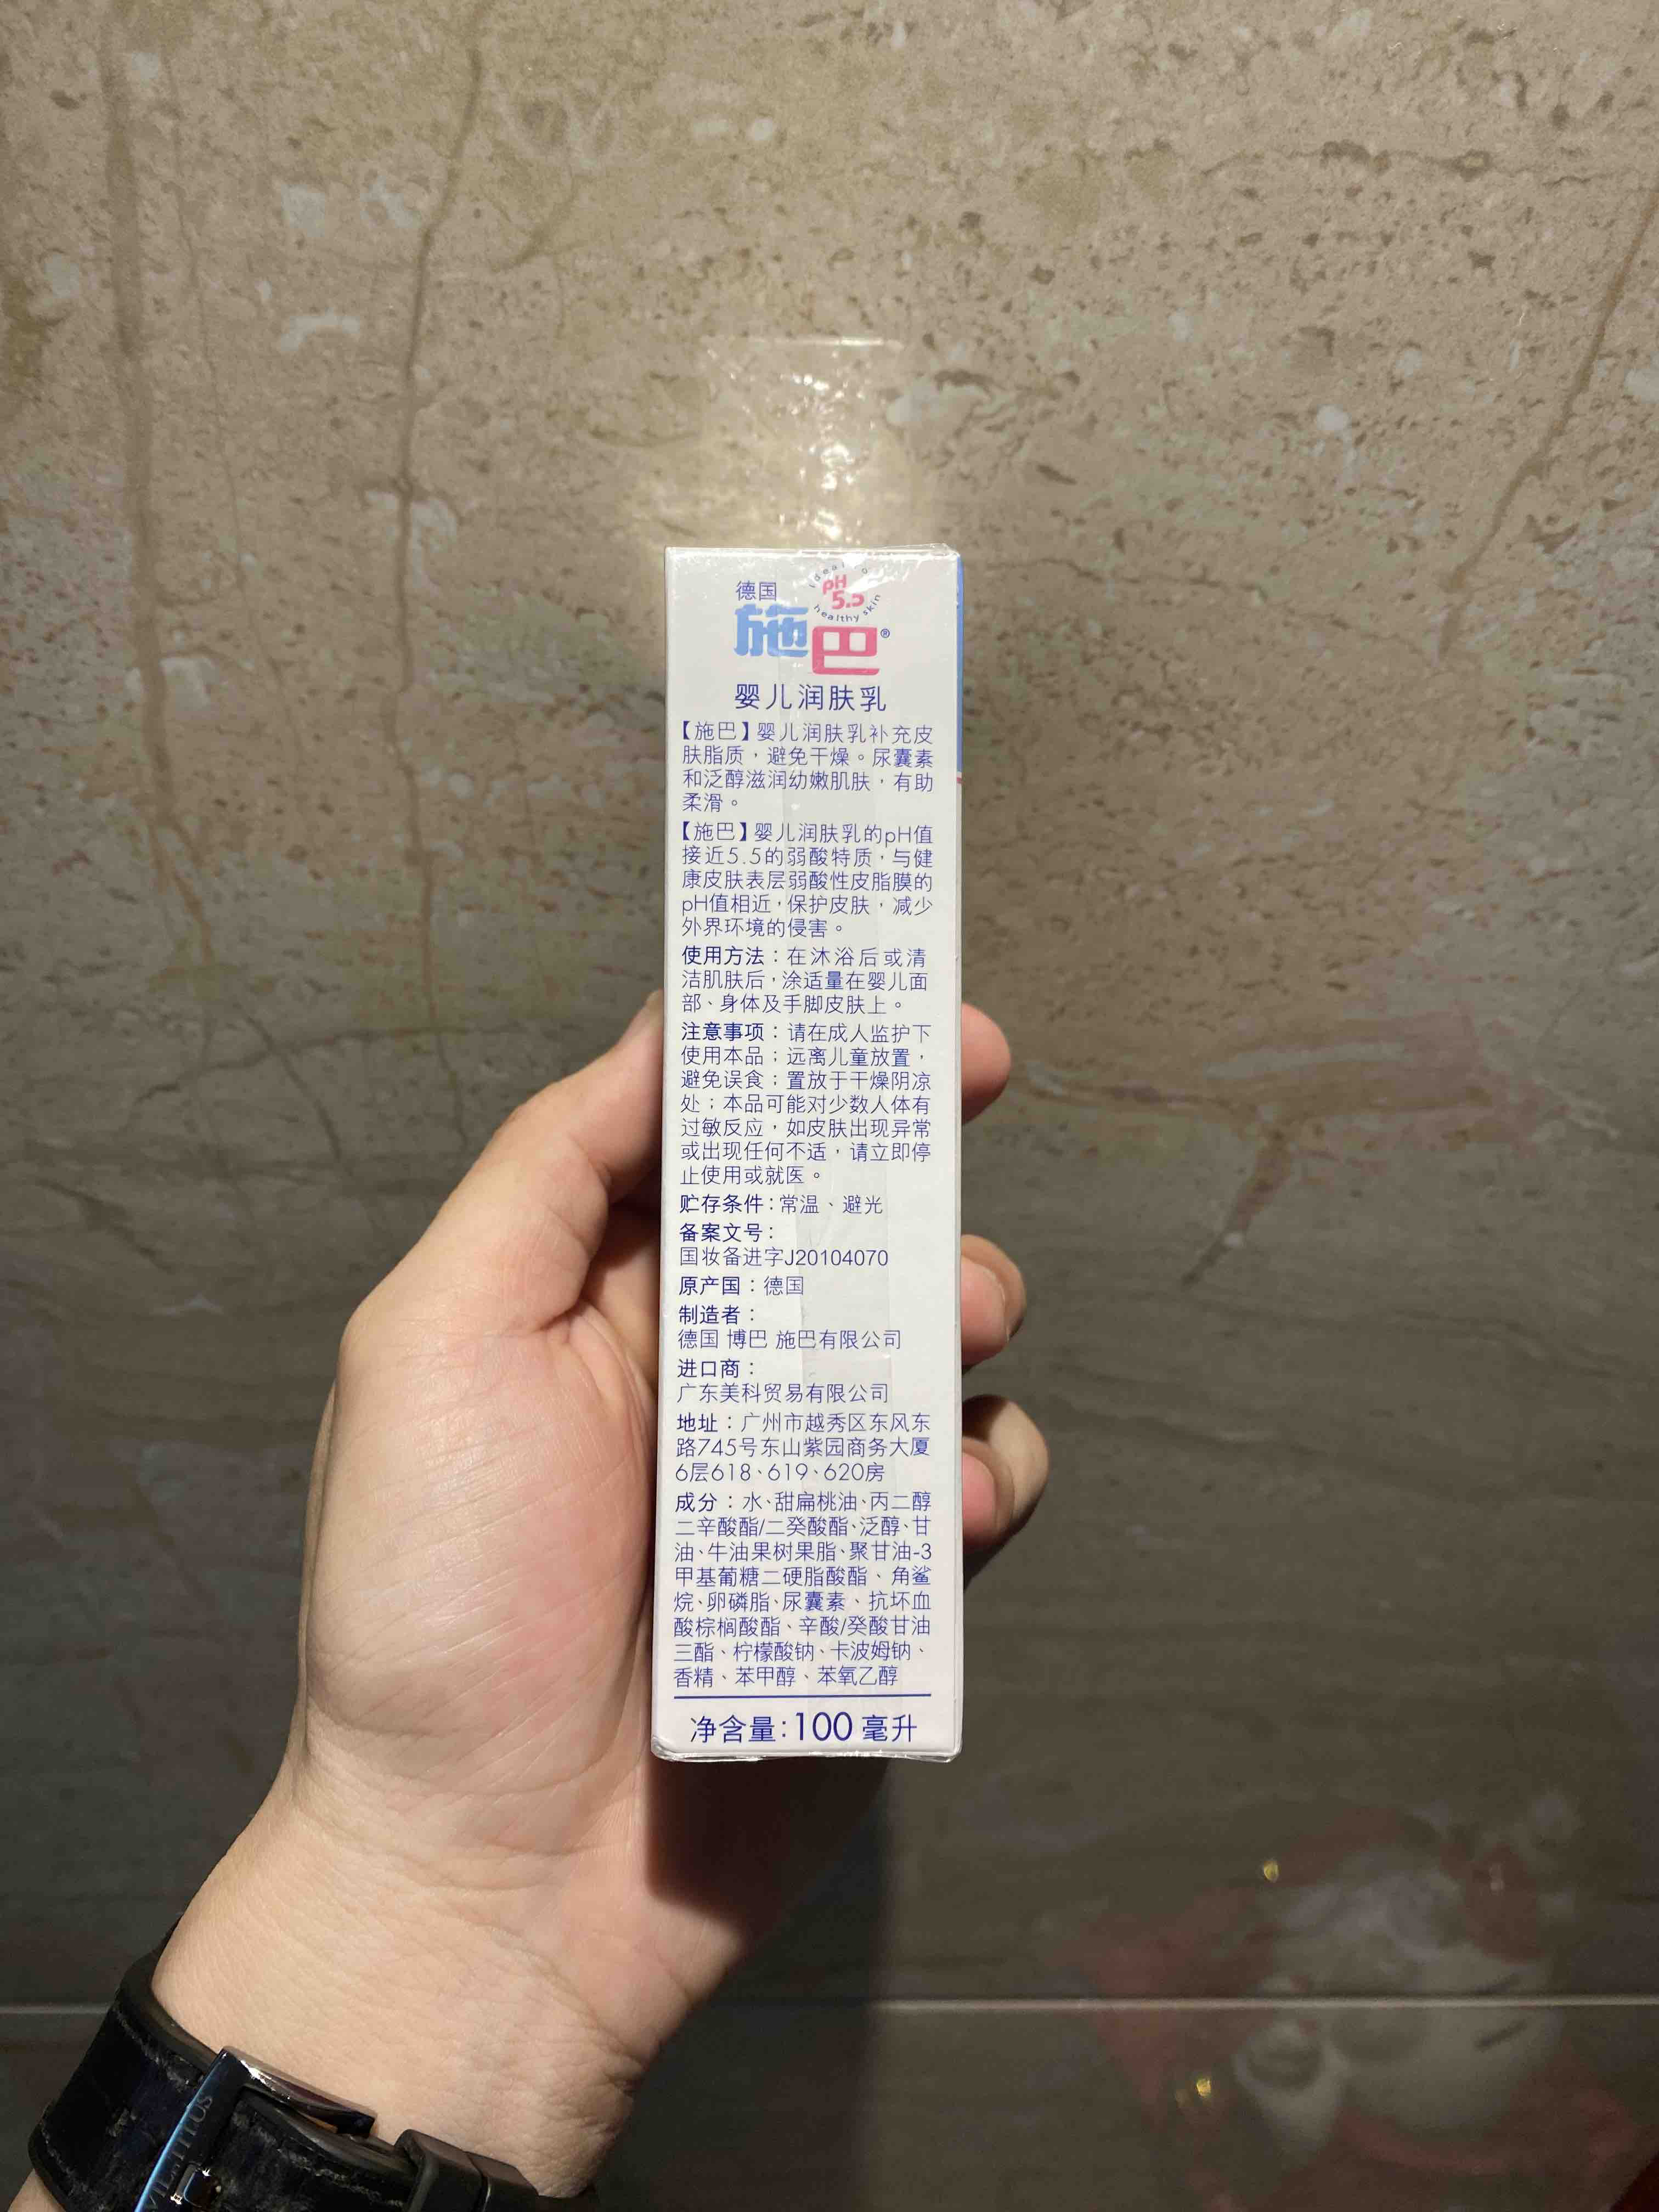 德国
pH
5.5
healthy skin
施巴®
婴儿润肤乳
【施巴】婴儿润肤乳补充皮
肤脂质，避免干燥。尿囊素
和泛醇滋润幼嫩肌肤，有助
柔滑。
【施巴】婴儿润肤乳的pH值
接近5.5的弱酸特质，与健
康皮肤表层弱酸性皮脂膜的
pH值相近，保护皮肤，减少
外界环境的侵害。
使用方法：在沐浴后或清
洁肌肤后，涂适量在婴儿面
部、身体及手脚皮肤上。
注意事项：请在成人监护下
使用本品；远离儿童放置，
避免误食；置放于干燥阴凉
处；本品可能对少数人体有
过敏反应，如皮肤出现异常
或出现任何不适，请立即停
止使用或就医。
贮存条件：常温、避光
备案文号：
国妆备进字J20104070
原产国：德国
制造者：
德国 博巴 施巴有限公司
进口商：
广东美科贸易有限公司
地址：广州市越秀区东风东
路745号东山紫园商务大厦
6层618、619、620房
成分：水、甜扁桃油、丙二醇
二辛酸酯/二癸酸酯、泛醇、甘
油、牛油果树果脂、聚甘油-3
甲基葡糖二硬脂酸酯、角鲨
烷、卵磷脂、尿囊素、抗坏血
酸棕榈酸酯、辛酸/癸酸甘油
三酯、柠檬酸钠、卡波姆钠、
香精、苯甲醇、苯氧乙醇
净含量：100 毫升